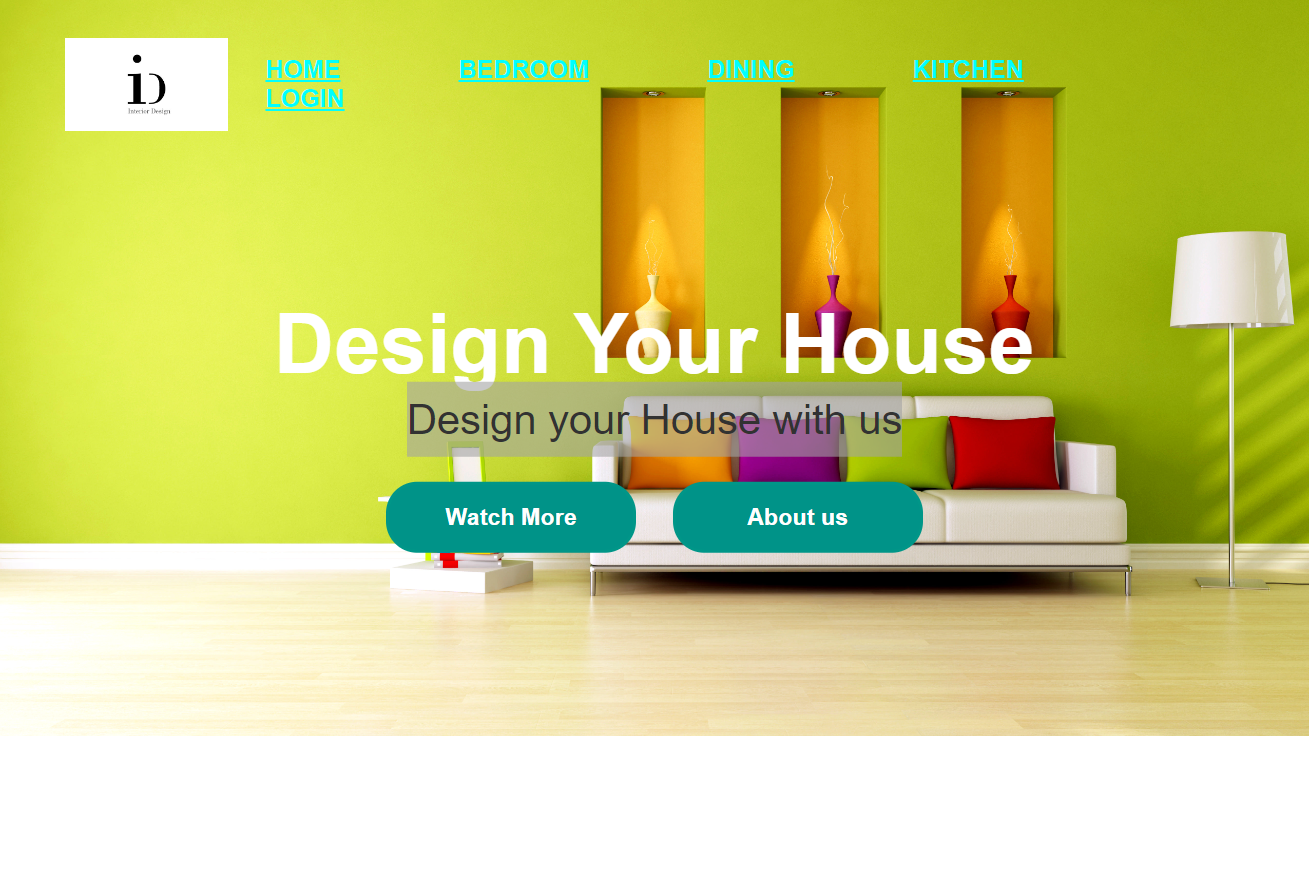 iD
Interior Design
HOME BEDROOM DINING KITCHEN
LOGIN
Design Your House
Design your House with us
Watch More About us